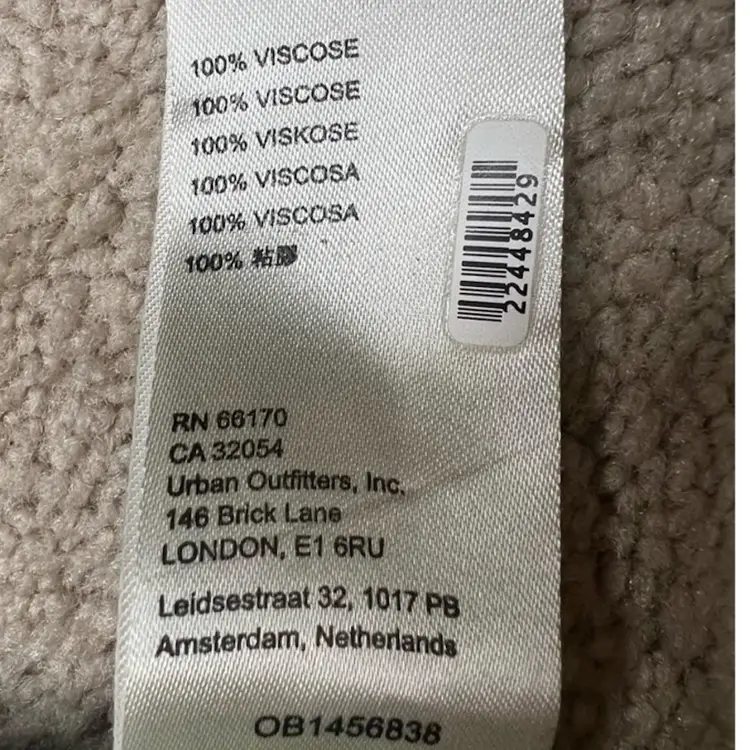 100% VISCOSE
100% VISCOSE
100% VISKOSE
100% VISCOSA
100% VISCOSA
100% 粘膠
22448429
RN 66170
CA 32054
Urban Outfitters, Inc.
146 Brick Lane
LONDON, E1 6RU
Leidsestraat 32, 1017 PB
Amsterdam, Netherlands
OB1456838